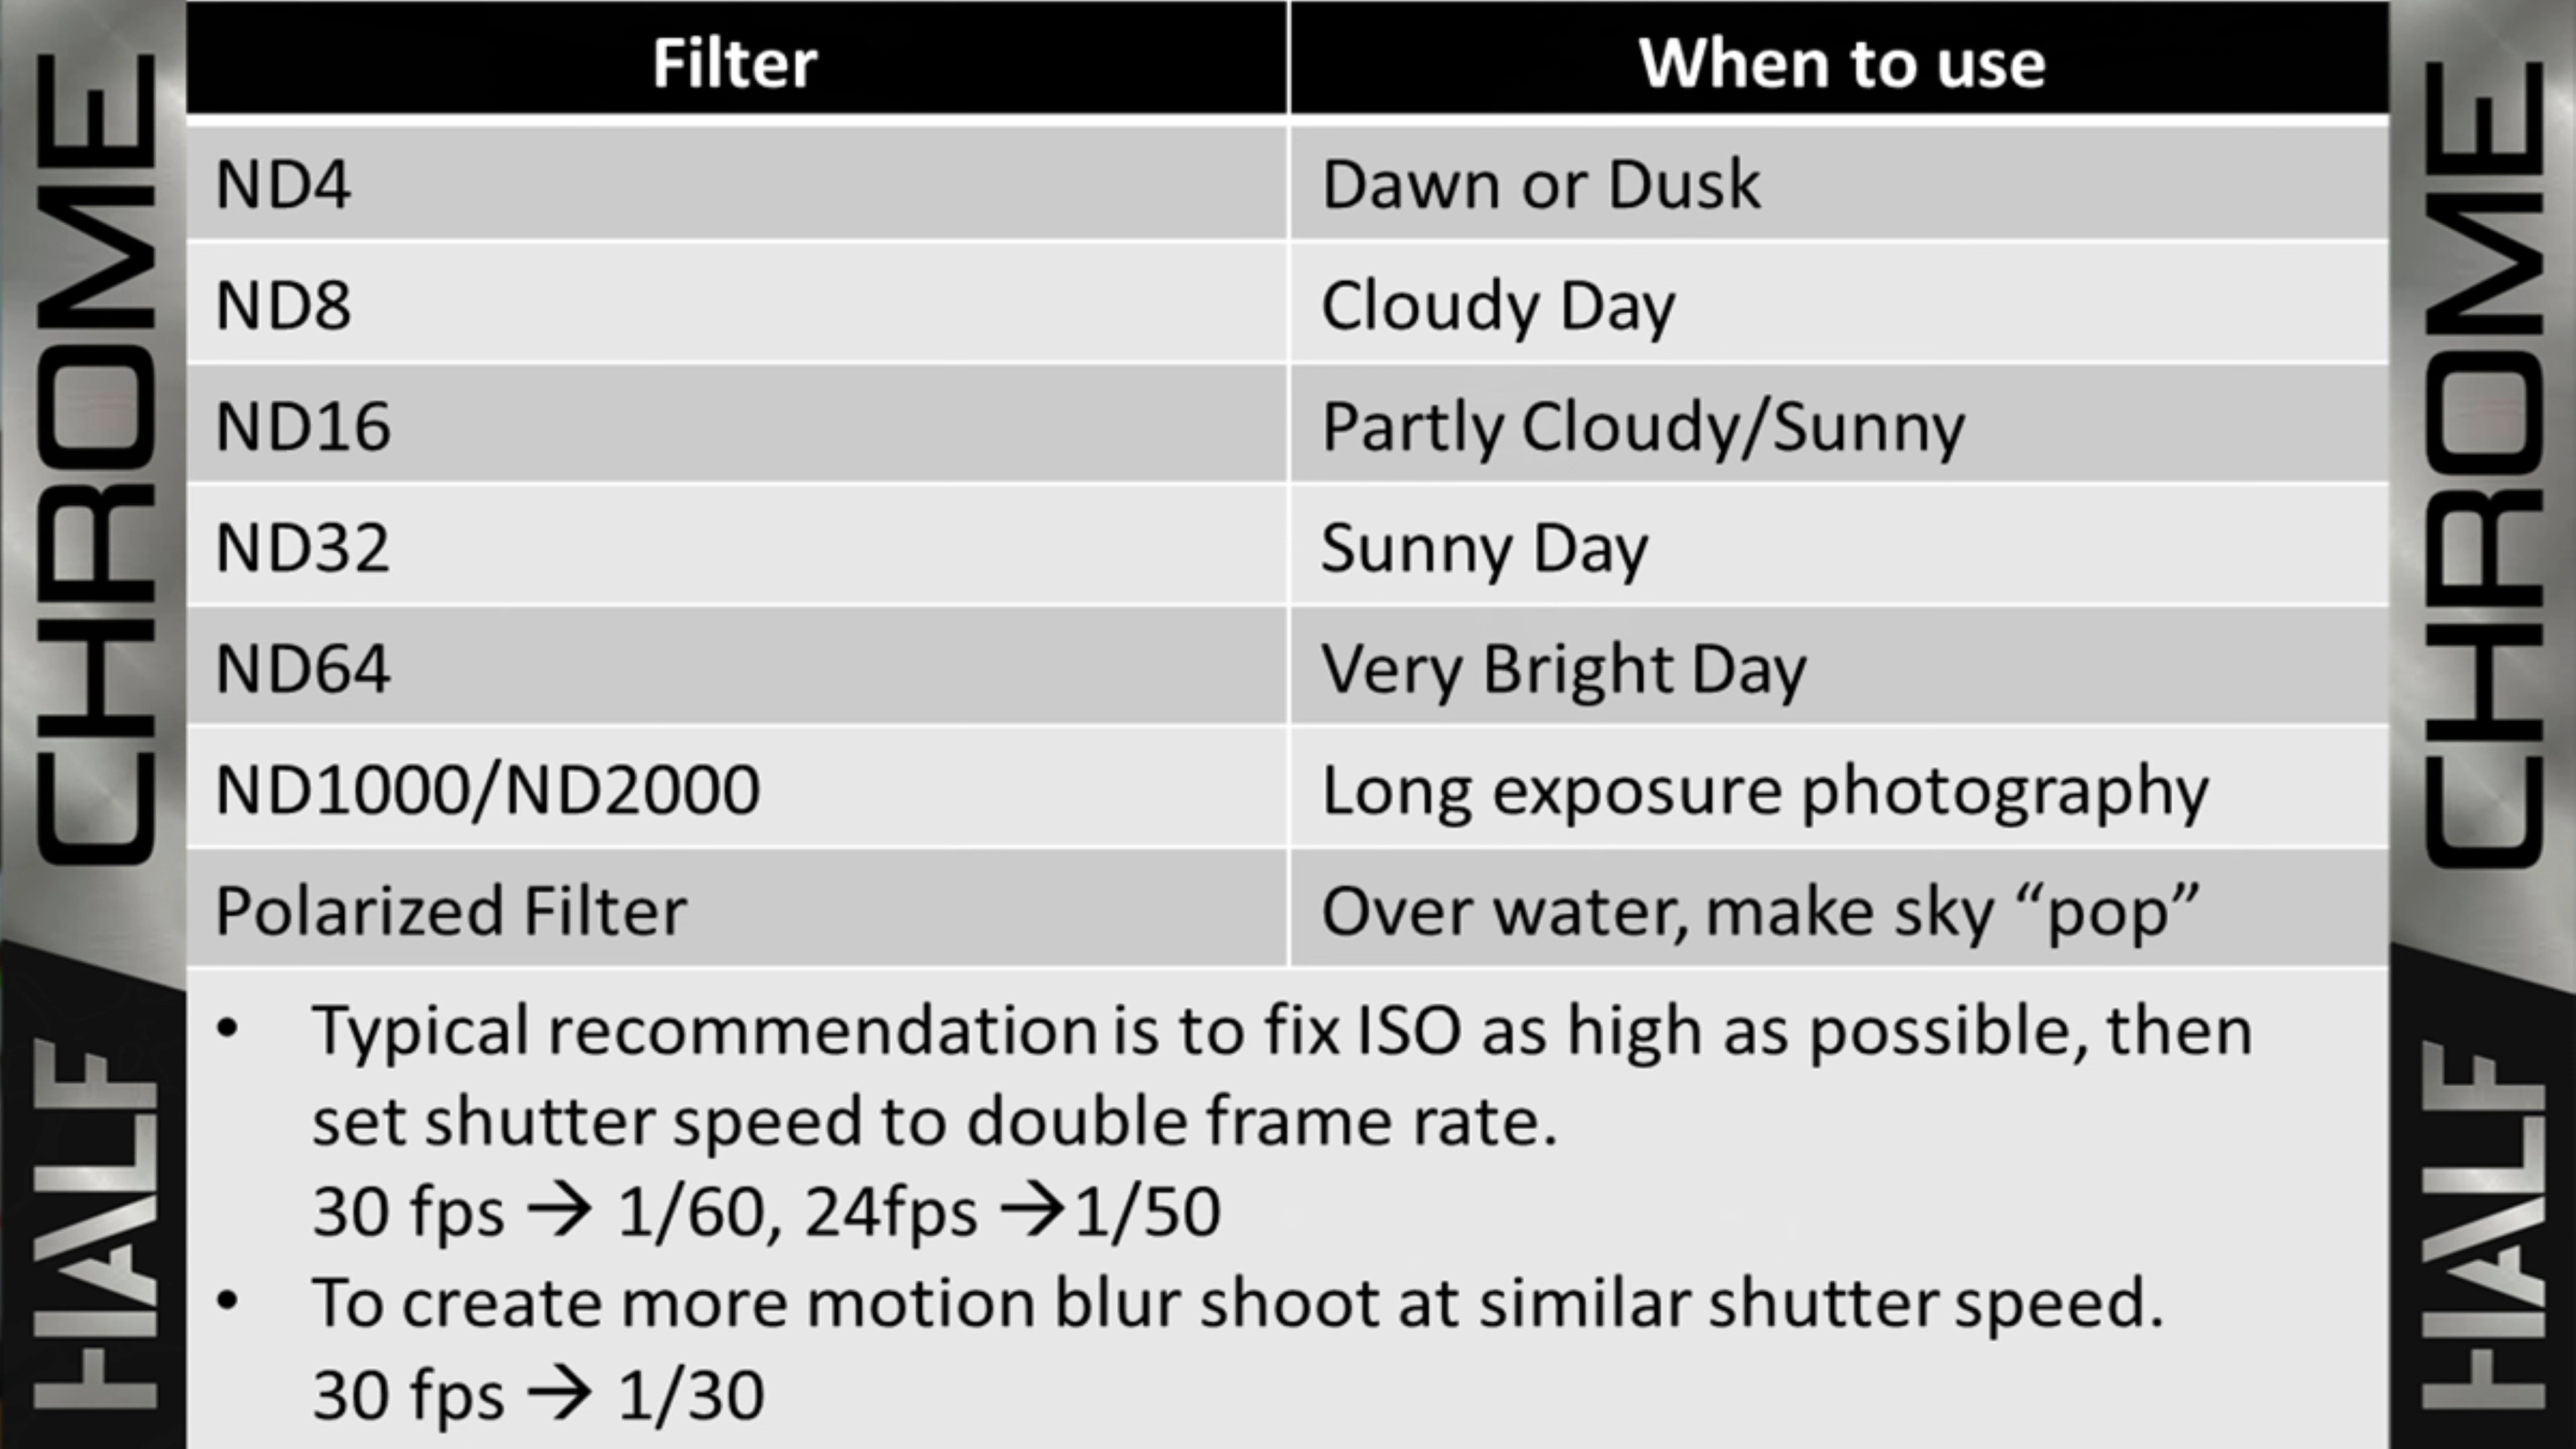 Filter When to use
ND4 Dawn or Dusk
ND8 Cloudy Day
ND16 Partly Cloudy/Sunny
ND32 Sunny Day
ND64 Very Bright Day
ND1000/ND2000 Long exposure photography
Polarized Filter Over water, make sky “pop”
• Typical recommendation is to fix ISO as high as possible, then
set shutter speed to double frame rate.
30 fps → 1/60, 24fps →1/50
• To create more motion blur shoot at similar shutter speed.
30 fps → 1/30
HALF CHROME
HALF CHROME